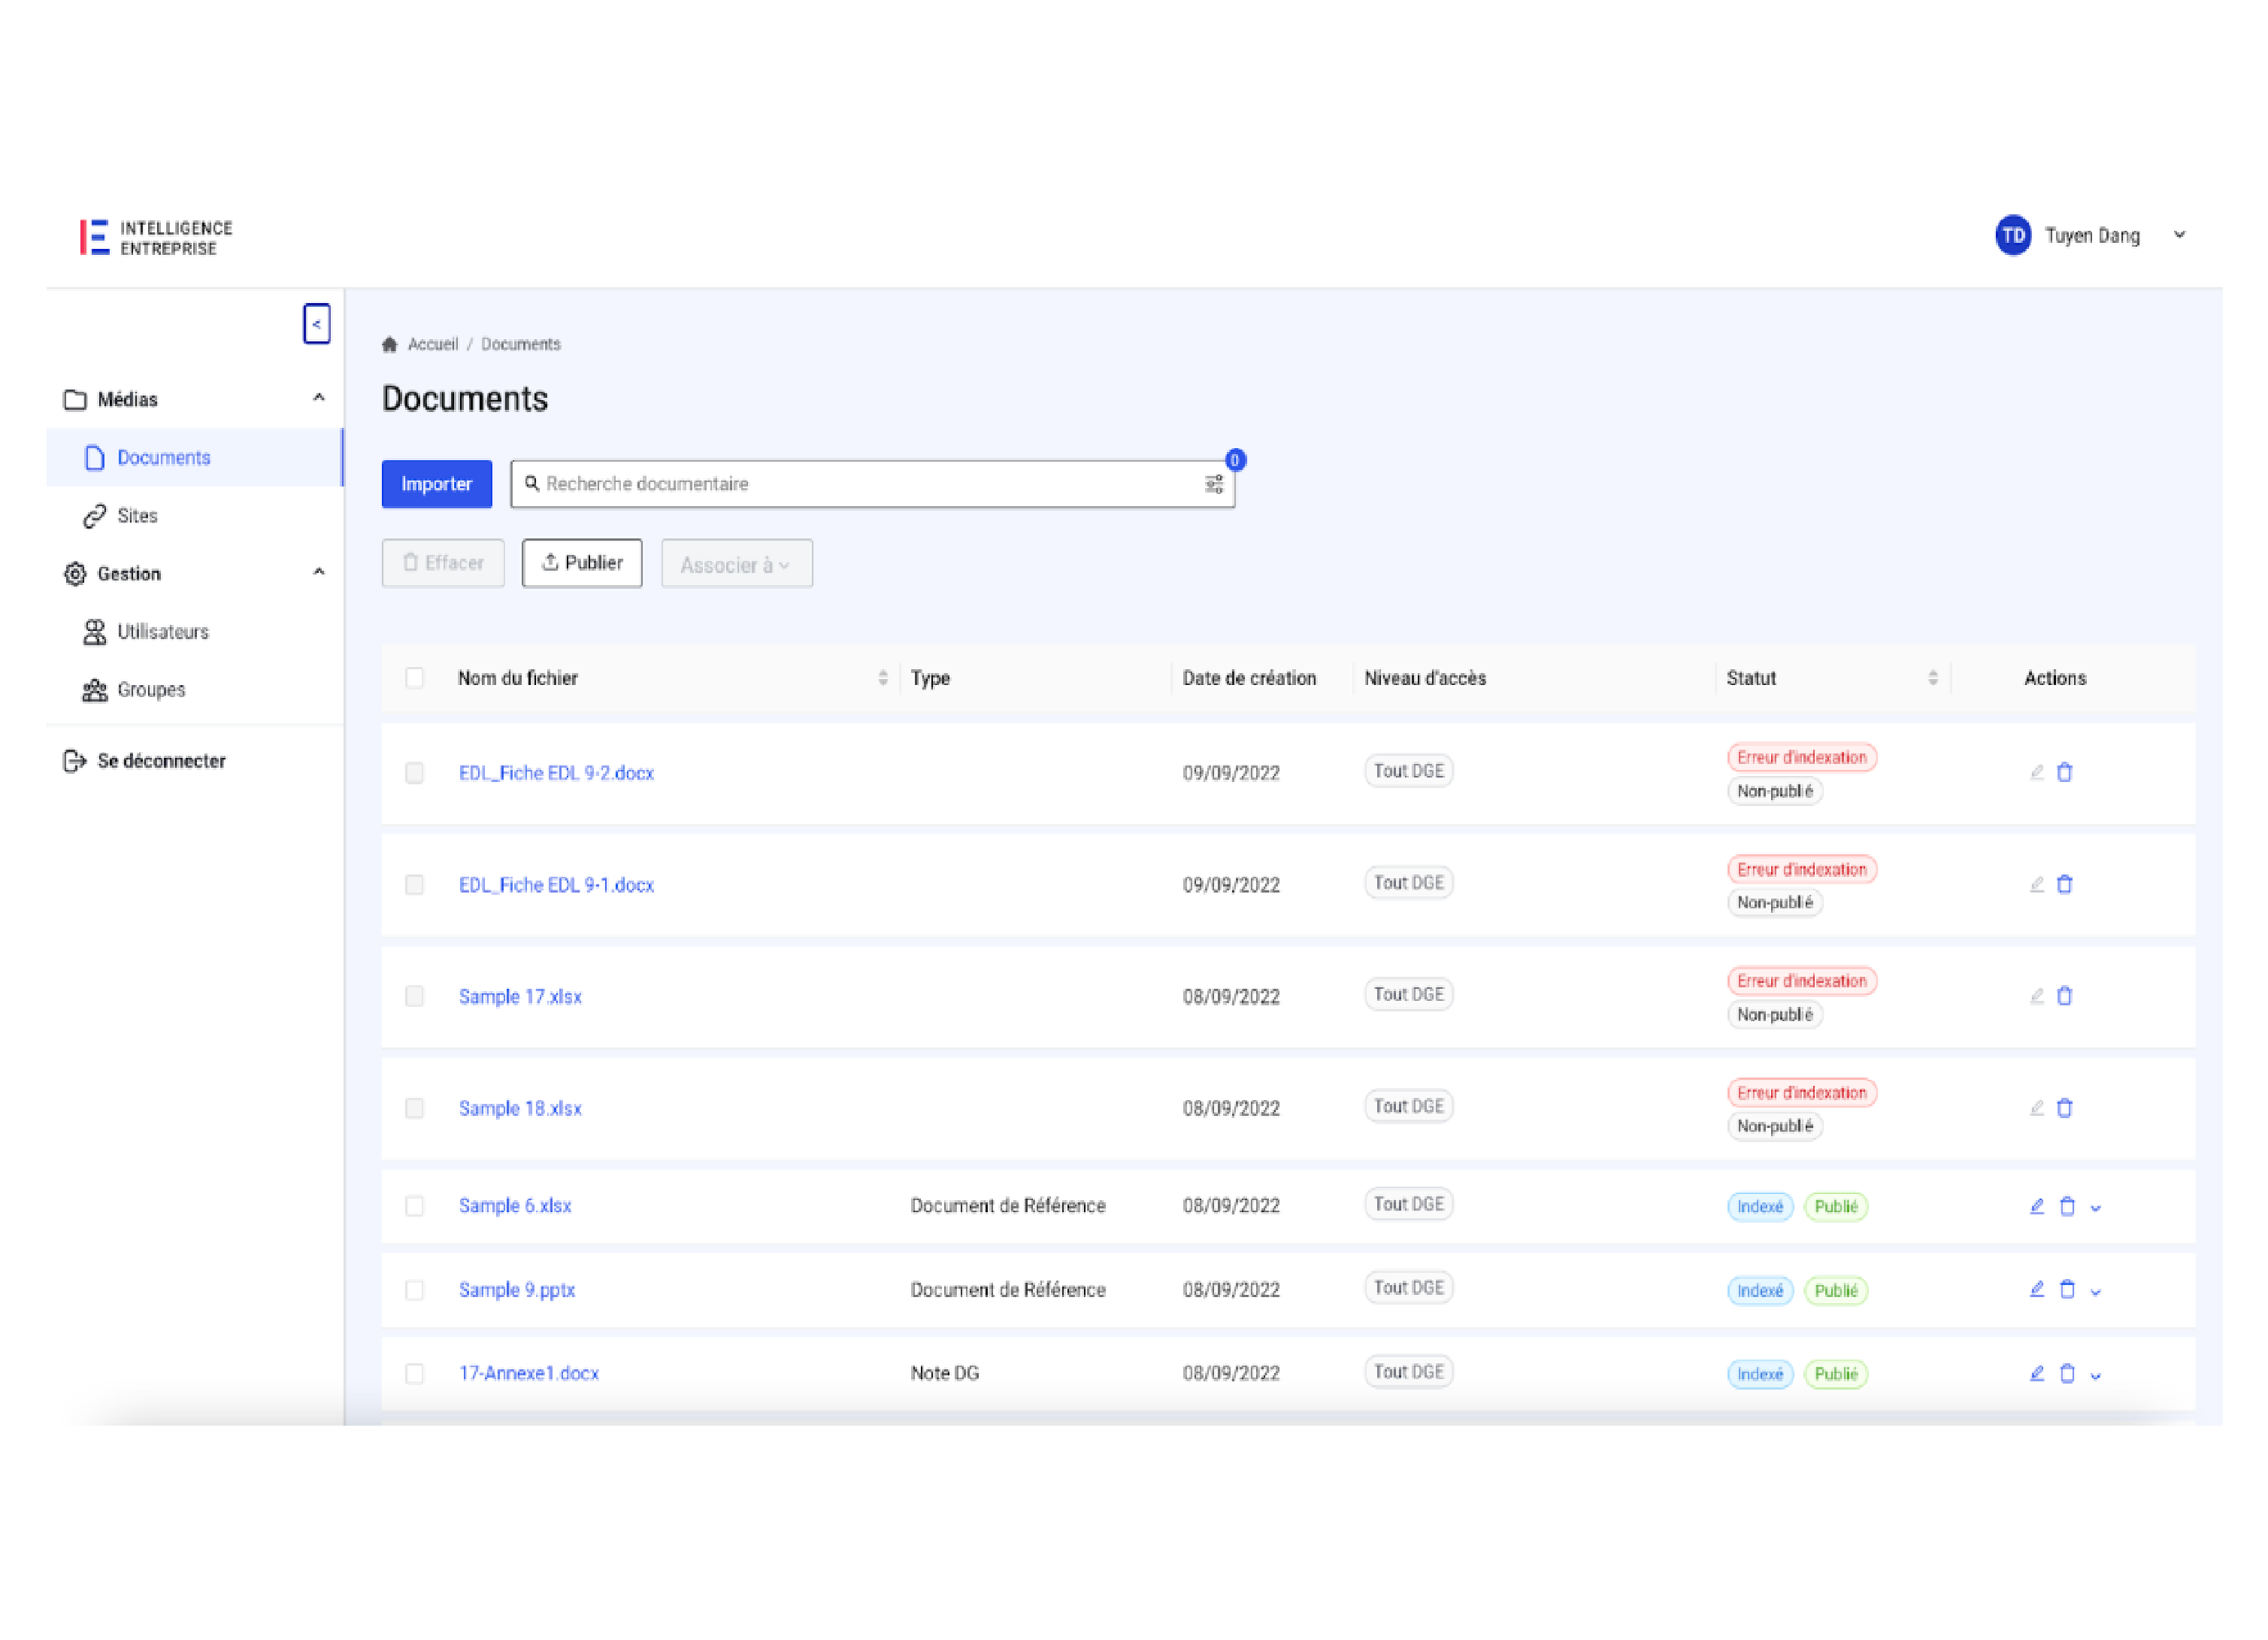 INTELLIGENCE
ENTREPRISE
TD Tuyen Dang
<
Accueil / Documents
Médias
Documents
Documents
0
Importer
Recherche documentaire
Sites
Effacer
Publier
Associer à
Gestion
Utilisateurs
Groupes
Se déconnecter
Nom du fichier Type Date de création Niveau d'accès Statut Actions
EDL_Fiche EDL 9-2.docx 09/09/2022 Tout DGE Erreur d'indexation
Non-publié
EDL_Fiche EDL 9-1.docx 09/09/2022 Tout DGE Erreur d'indexation
Non-publié
Sample 17.xlsx 08/09/2022 Tout DGE Erreur d'indexation
Non-publié
Sample 18.xlsx 08/09/2022 Tout DGE Erreur d'indexation
Non-publié
Sample 6.xlsx Document de Référence 08/09/2022 Tout DGE Indexé Publié
Sample 9.pptx Document de Référence 08/09/2022 Tout DGE Indexé Publié
17-Annexe1.docx Note DG 08/09/2022 Tout DGE Indexé Publié